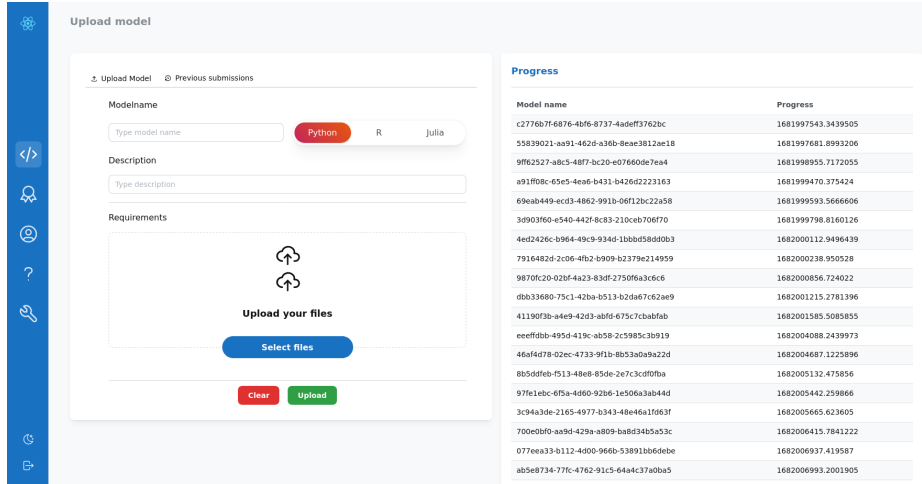 Upload model
Upload Model Previous submissions
Modelname
Type model name
Python R Julia
Description
Type description
Requirements
Upload your files
Select files
Clear Upload
Progress
Model name Progress
c2776b7f-6876-4bf6-8737-4adeff3762bc 1681997543.3439505
55839021-aa91-462d-a36b-8eae3812ae18 1681997681.8993206
9ff62527-a8c5-48f7-bc20-e07660de7ea4 1681998955.7172055
a91ff08c-65e5-4ea6-b431-b426d2223163 1681999470.375424
69eab449-ecd3-4862-991b-06f12bc22a58 1681999593.5666606
3d903f60-e540-442f-8c83-210ceb706f70 1681999798.8160126
4ed2426c-b964-49c9-934d-1bbbd58dd0b3 1682000112.9496439
7916482d-2c06-4fb2-b909-b2379e214959 1682000238.950528
9870fc20-02bf-4a23-83df-2750f6a3c6c6 1682000856.724022
dbb33680-75c1-42ba-b513-b2da67c62ae9 1682001215.2781396
41190f3b-a4e9-42d3-abfd-675c7cbabfab 1682001585.5085855
eeeffdbb-495d-419c-ab58-2c5985c3b919 1682004088.2439973
46af4d78-02ec-4733-9f1b-8b53a0a9a22d 1682004687.1225896
8b5ddfeb-f513-48e8-85de-2e7c3cdf0fba 1682005132.475856
97fe1ebc-6f5a-4d60-92b6-1e506a3ab44d 1682005442.259866
3c94a3de-2165-4977-b343-48e46a1fd63f 1682005665.623605
700e0bf0-aa9d-429a-a809-ba8d34b5a53c 1682006415.7841222
077eea33-b112-4d00-966b-53891bb6debe 1682006937.419587
ab5e8734-77fc-4762-91c5-64a4c37a0ba5 1682006993.2001905